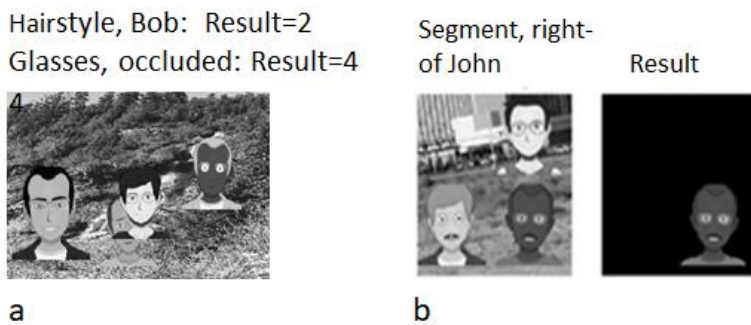 Hairstyle, Bob: Result=2
Glasses, occluded: Result=4
4.
a
Segment, right-
of John
Result
b